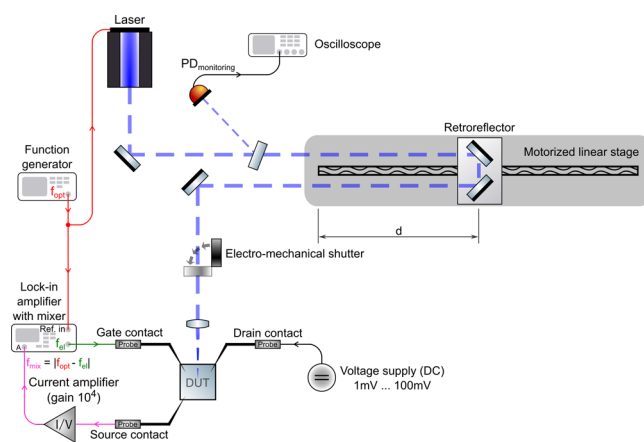 Laser
Oscilloscope
PDmonitoring
Retroreflector
Motorized linear stage
Function
generator
fopt
d
Electro-mechanical shutter
Lock-in
amplifier
with mixer
Ref. in
A
fel
Gate contact
Probe
Drain contact
Probe
fmix = |fopt - fel|
DUT
Voltage supply (DC)
1mV ... 100mV
Current amplifier
(gain 10⁴)
I/V
Probe
Source contact